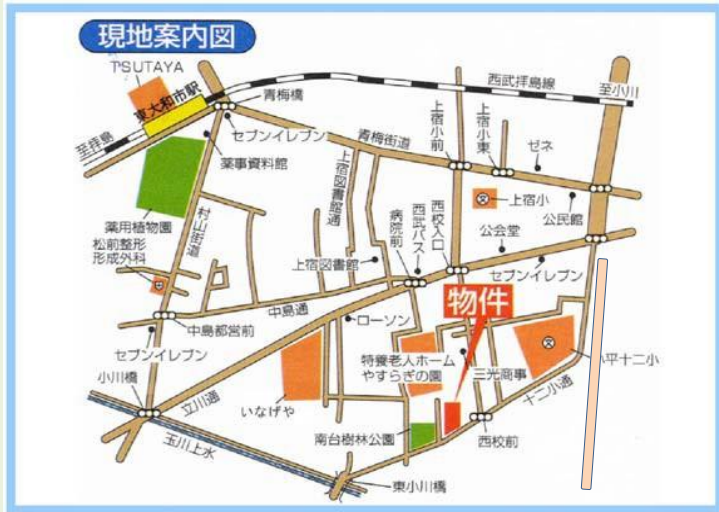 現地案内図
TSUTAYA
東大和市駅
青梅橋
西武拝島線
至小川
至拝島
セブンイレブン
青梅街道
上宿小前
上宿小東
ゼネ
薬事資料館
上宿図書館通
上宿小
公民館
薬用植物園
村山街道
病院前
西武バス
西校入口
公会堂
松前整形
形成外科
上宿図書館
セブンイレブン
物件
中島通
中島都営前
ローソン
セブンイレブン
特養老人ホーム
やすらぎの園
三光商事
小平十二小
小川橋
立川通
いなげや
十二小通
玉川上水
南台樹林公園
西校前
東小川橋